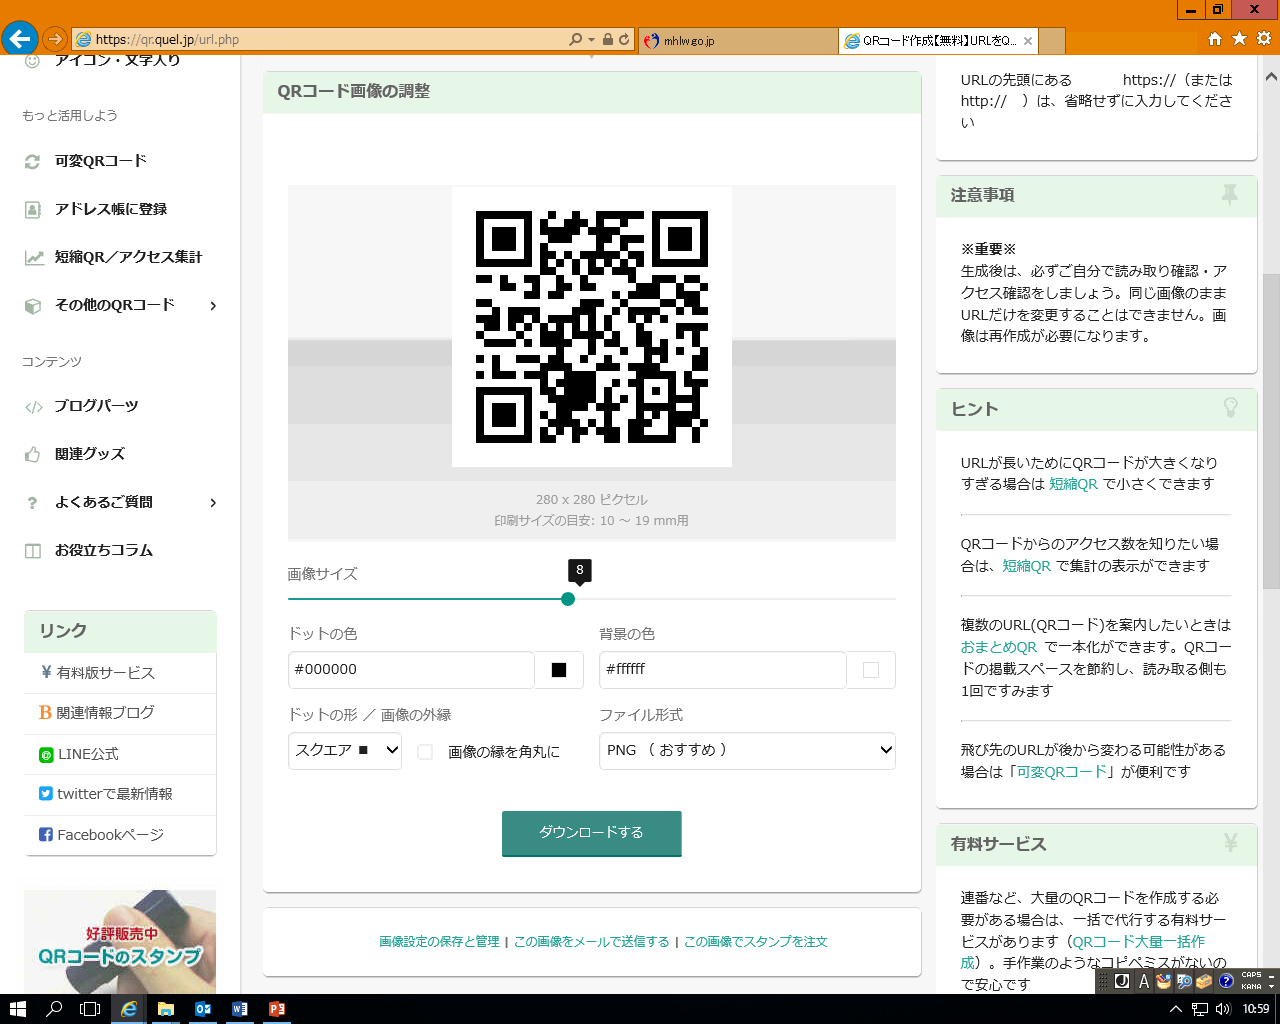 https://qr.quel.jp/url.php
mhlw.go.jp
QRコード作成【無料】URLをQ...
アイコン・文字入り
もっと活用しよう
可変QRコード
アドレス帳に登録
短縮QR／アクセス集計
その他のQRコード
コンテンツ
ブログパーツ
関連グッズ
よくあるご質問
お役立ちコラム
リンク
有料版サービス
関連情報ブログ
LINE公式
twitterで最新情報
Facebookページ
好評販売中
QRコードのスタンプ
QRコード画像の調整
280 x 280 ピクセル
印刷サイズの目安: 10 ～ 19 mm用
画像サイズ
8
ドットの色
背景の色
#000000
#ffffff
ドットの形 ／ 画像の外縁
ファイル形式
スクエア ■
画像の縁を角丸に
PNG （ おすすめ ）
ダウンロードする
画像設定の保存と管理 | この画像をメールで送信する | この画像でスタンプを注文
URLの先頭にある https://（または
http:// ）は、省略せずに入力してくださ
い
注意事項
※重要※
生成後は、必ずご自分で読み取り確認・ア
クセス確認をしましょう。同じ画像のまま
URLだけを変更することはできません。画
像は再作成が必要になります。
ヒント
URLが長いためにQRコードが大きくなり
すぎる場合は 短縮QR で小さくできます
QRコードからのアクセス数を知りたい場
合は、短縮QR で集計の表示ができます
複数のURL(QRコード)を案内したいときは
おまとめQR で一本化ができます。QRコー
ドの掲載スペースを節約し、読み取る側も
1回ですみます
飛び先のURLが後から変わる可能性がある
場合は「可変QRコード」が便利です
有料サービス
連番など、大量のQRコードを作成する必
要がある場合は、一括で代行する有料サー
ビスがあります（QRコード大量一括作
成）。手作業のようなコピペミスがないの
で安心です
A
CAPS
KANA
10:59